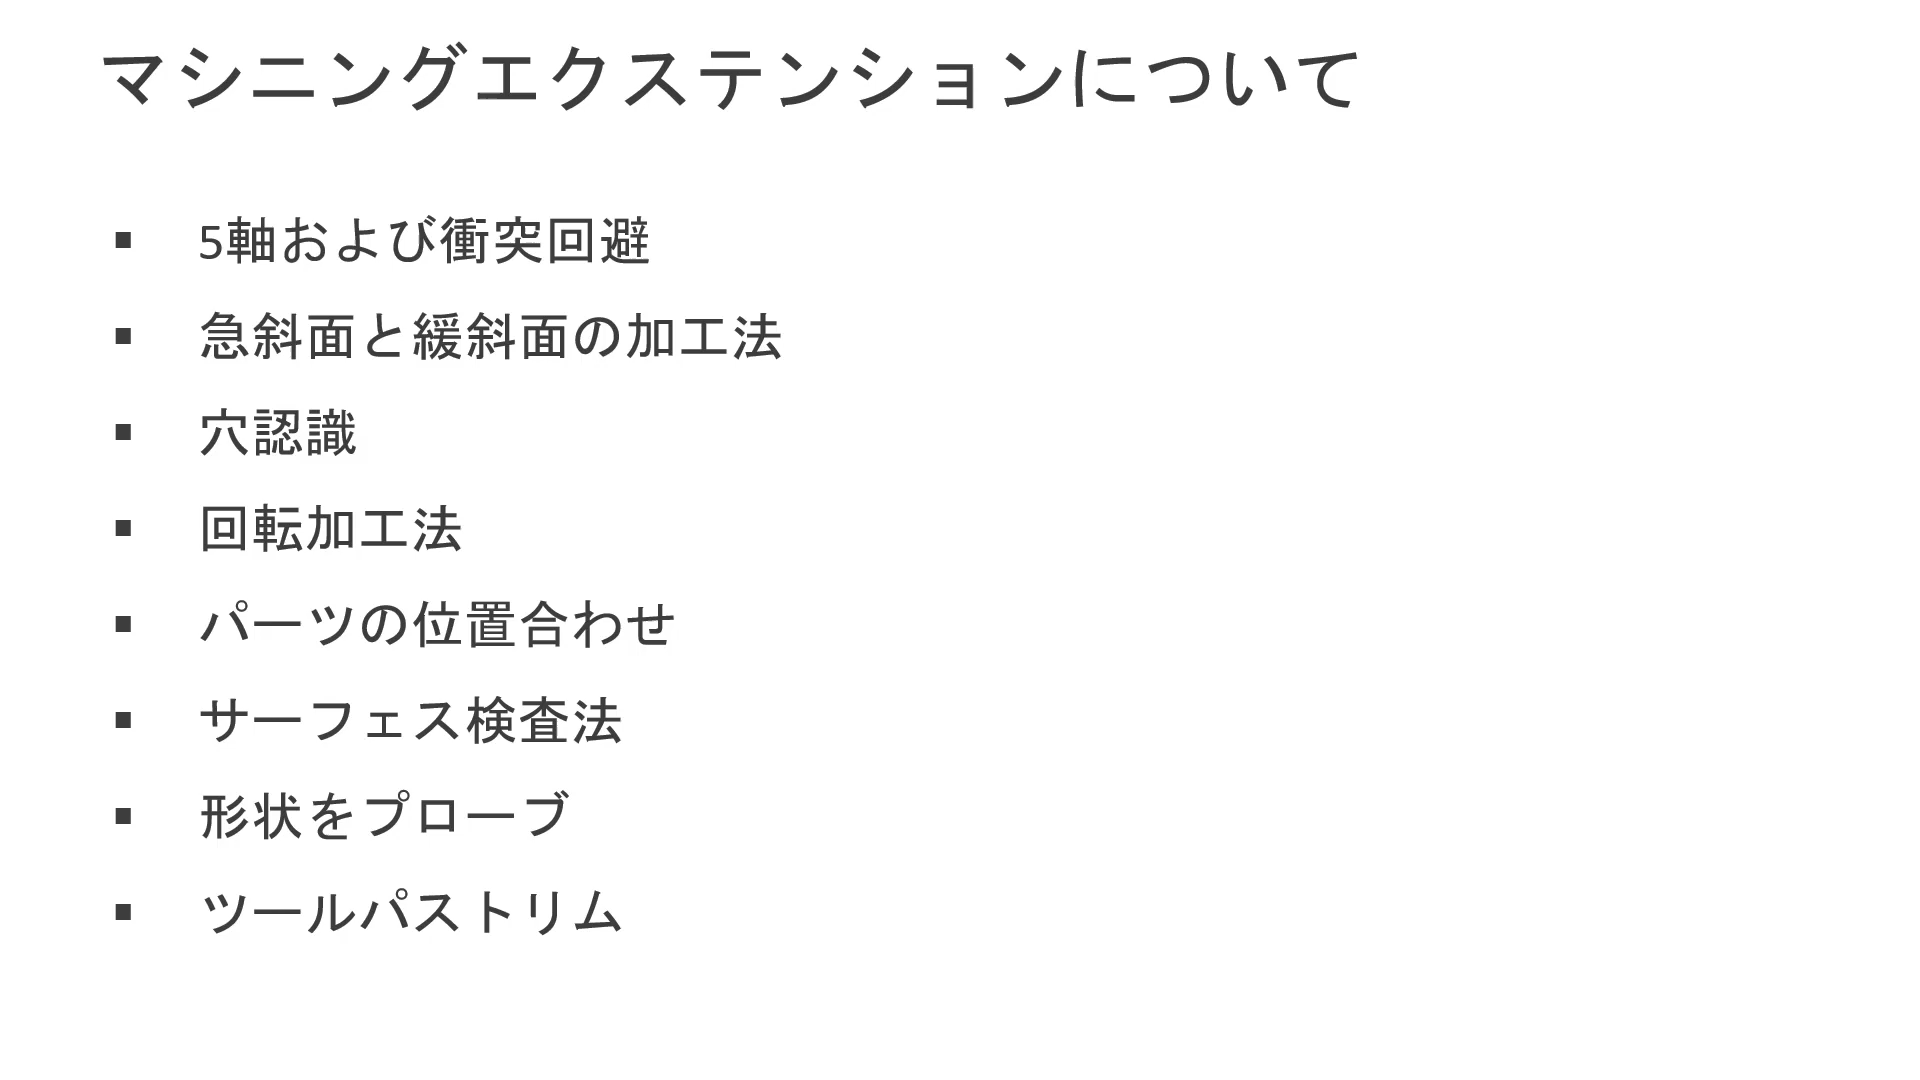 マシニングエクステンションについて
▪ 5軸および衝突回避
▪ 急斜面と緩斜面の加工法
▪ 穴認識
▪ 回転加工法
▪ パーツの位置合わせ
▪ サーフェス検査法
▪ 形状をプローブ
▪ ツールパストリム